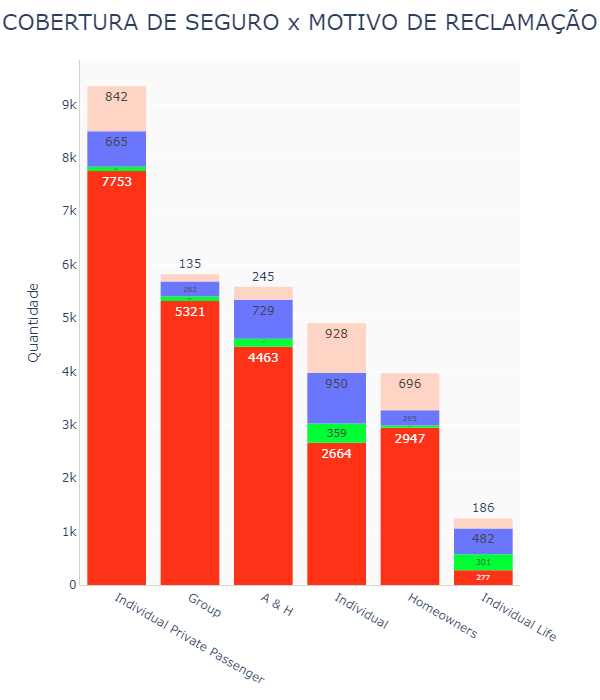 COBERTURA DE SEGURO x MOTIVO DE RECLAMAÇÃO
Quantidade
9k
8k
7k
6k
5k
4k
3k
2k
1k
0
842
665
7753
135
282
5321
245
729
4463
928
950
359
2664
696
285
2947
186
482
301
277
Individual Private Passenger
Group
A & H
Individual
Homeowners
Individual Life